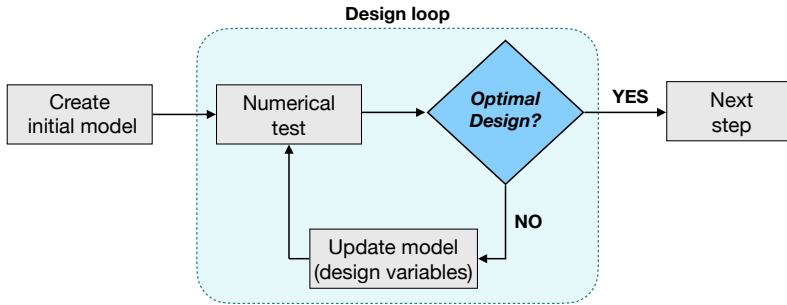 Design loop
Create
initial model
Numerical
test
Optimal
Design?
YES
Next
step
NO
Update model
(design variables)